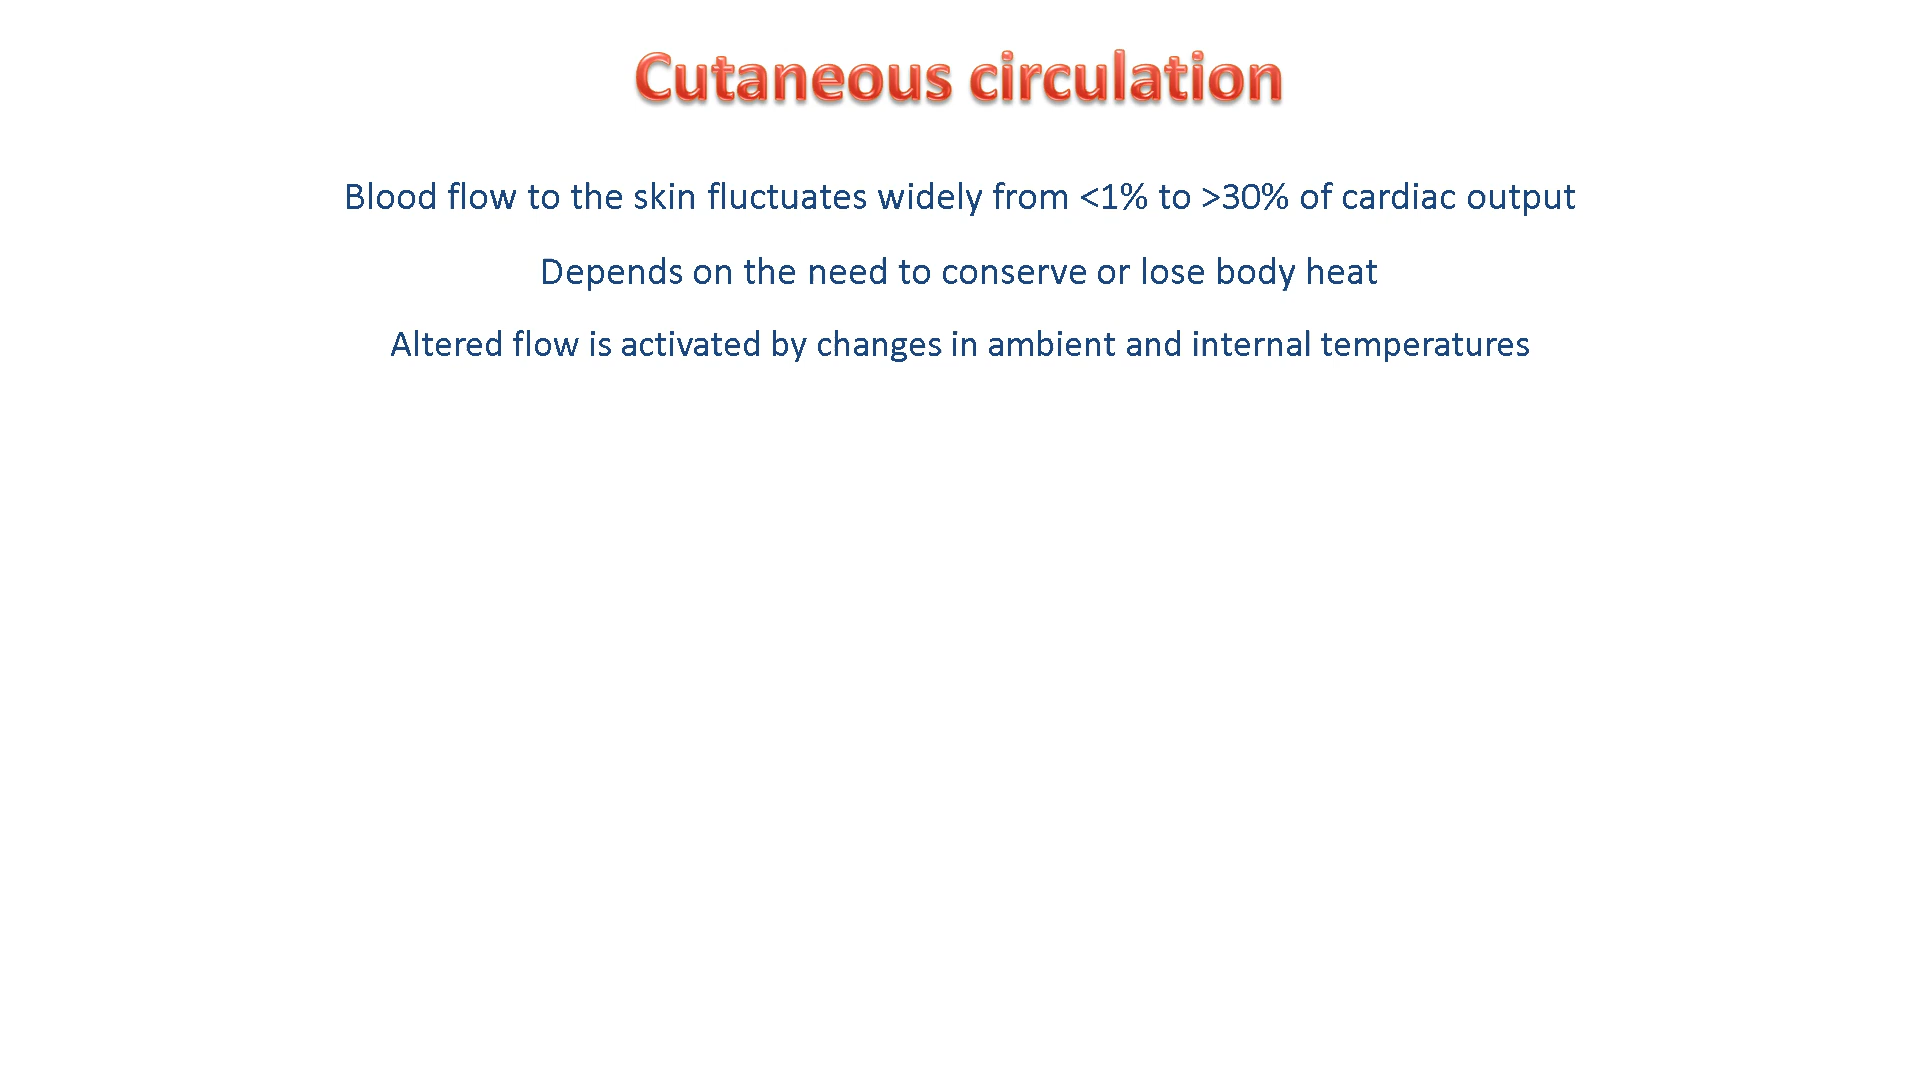 Cutaneous circulation
Blood flow to the skin fluctuates widely from <1% to >30% of cardiac output
Depends on the need to conserve or lose body heat
Altered flow is activated by changes in ambient and internal temperatures